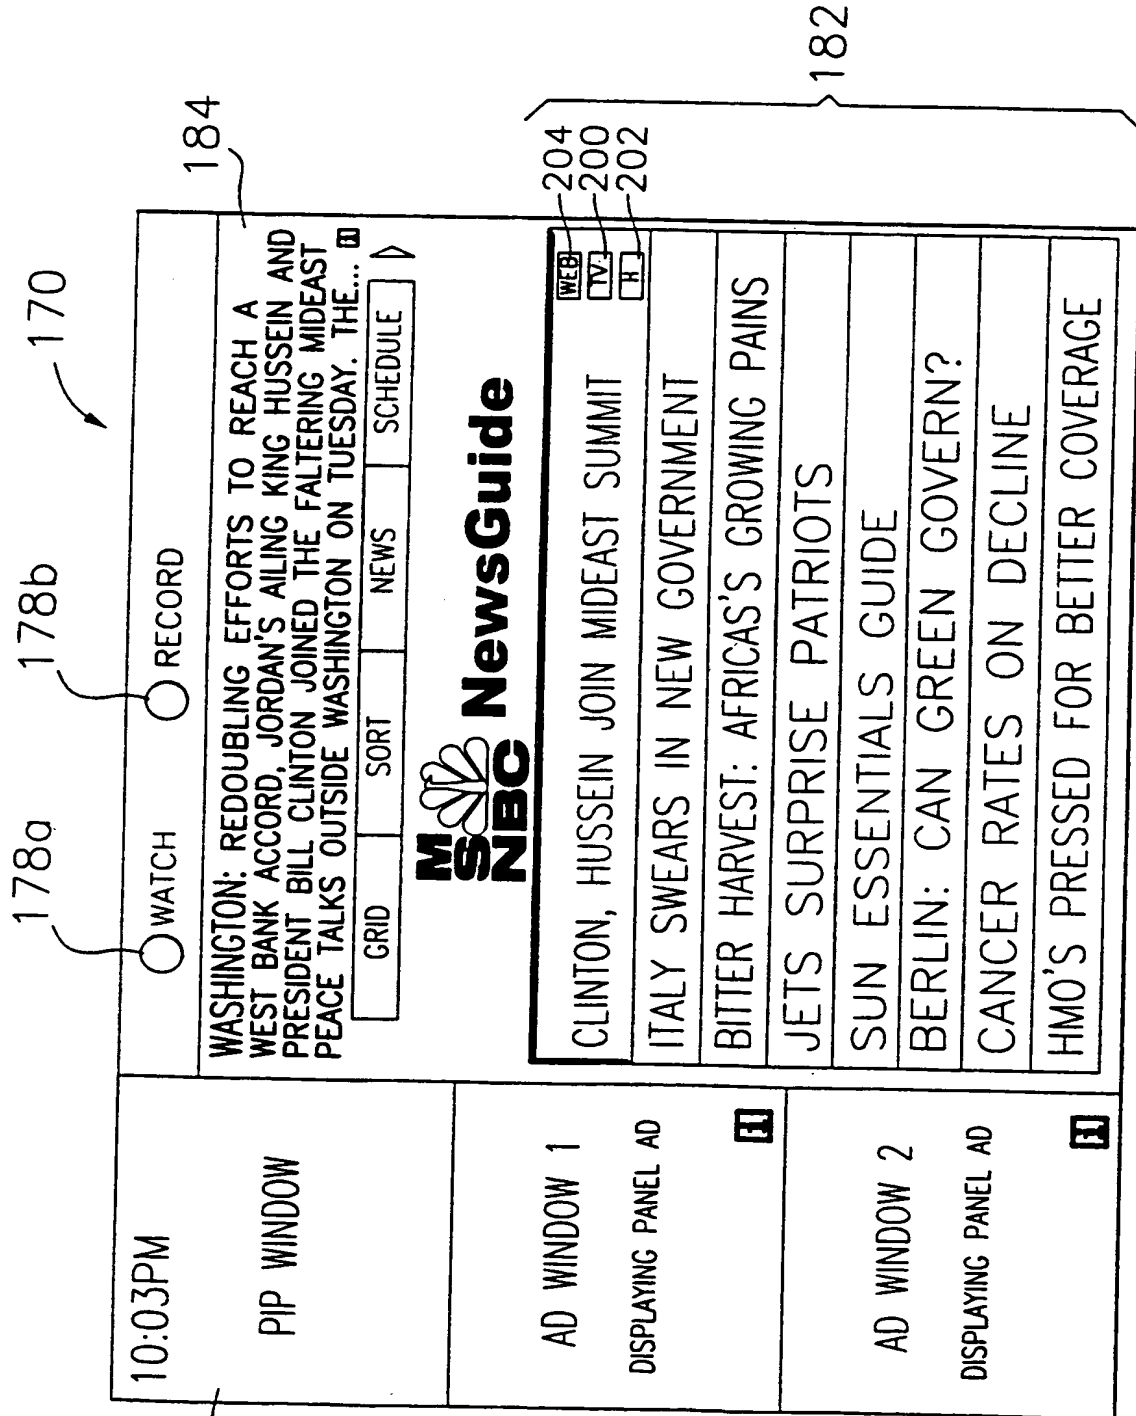 170
178a
178b
184
10:03PM
WATCH
RECORD
PIP WINDOW
WASHINGTON: REDOUBLING EFFORTS TO REACH A
WEST BANK ACCORD, JORDAN'S AILING KING HUSSEIN AND
PRESIDENT BILL CLINTON JOINED THE FALTERING MIDEAST
PEACE TALKS OUTSIDE WASHINGTON ON TUESDAY. THE... i
GRID
SORT
NEWS
SCHEDULE
MSNBC NewsGuide
AD WINDOW 1
DISPLAYING PANEL AD
i
AD WINDOW 2
DISPLAYING PANEL AD
i
CLINTON, HUSSEIN JOIN MIDEAST SUMMIT
WEB
TV
H
204
200
202
ITALY SWEARS IN NEW GOVERNMENT
BITTER HARVEST: AFRICAS'S GROWING PAINS
JETS SURPRISE PATRIOTS
SUN ESSENTIALS GUIDE
BERLIN: CAN GREEN GOVERN?
CANCER RATES ON DECLINE
HMO'S PRESSED FOR BETTER COVERAGE
182